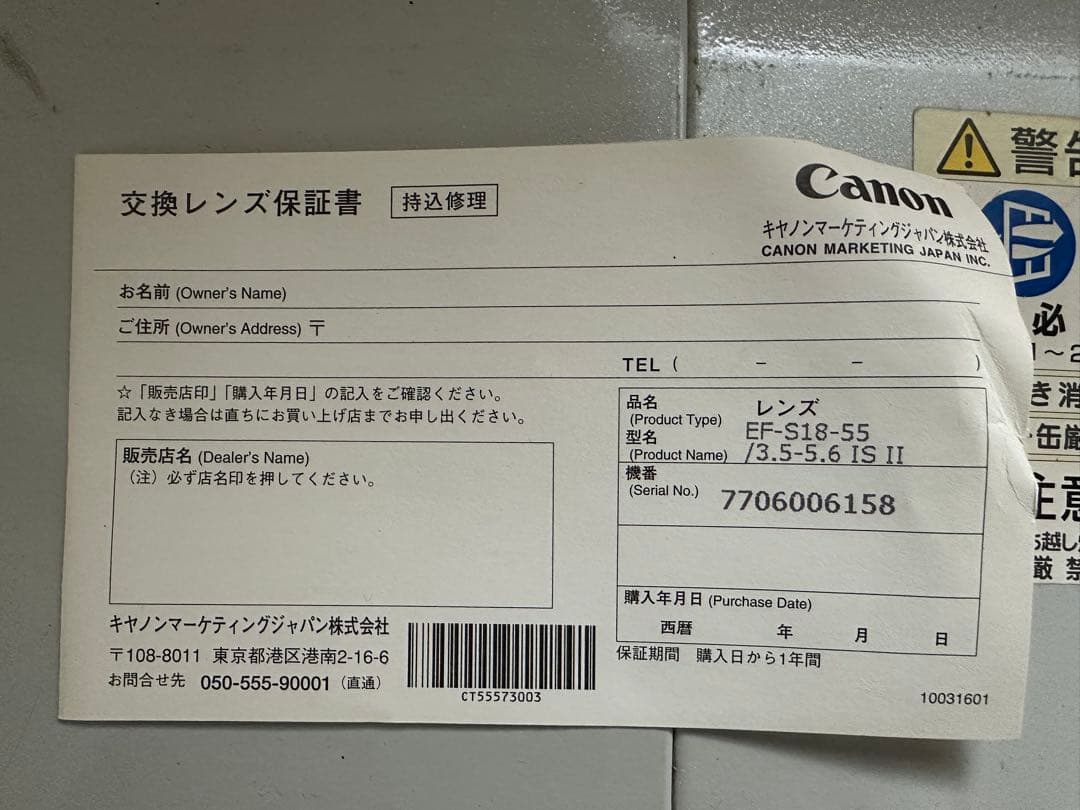 交換レンズ保証書 持込修理
Canon
キヤノンマーケティングジャパン株式会社
CANON MARKETING JAPAN INC.
お名前 (Owner's Name)
ご住所 (Owner's Address) 〒
TEL ( － － )
☆「販売店印」「購入年月日」の記入をご確認ください。
記入なき場合は直ちにお買い上げ店までお申し出ください。
販売店名 (Dealer's Name)
（注）必ず店名印を押してください。
品名 レンズ
(Product Type)
型名 EF-S18-55
(Product Name) /3.5-5.6 IS II
機番
(Serial No.) 7706006158
購入年月日 (Purchase Date)
西暦 年 月 日
保証期間 購入日から1年間
キヤノンマーケティングジャパン株式会社
〒108-8011 東京都港区港南2-16-6
お問合せ先 050-555-90001（直通）
CT55573003
10031601
警告
必
き消
缶厳
注意
越し
厳禁